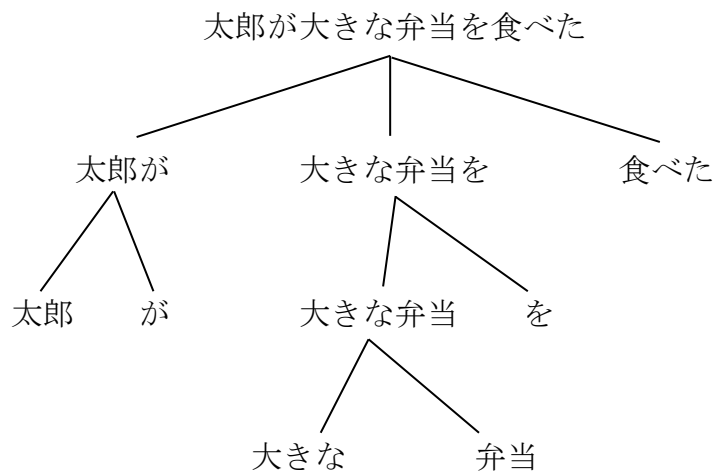 太郎が大きな弁当を食べた
太郎が 大きな弁当を 食べた
太郎 が 大きな弁当 を
大きな 弁当